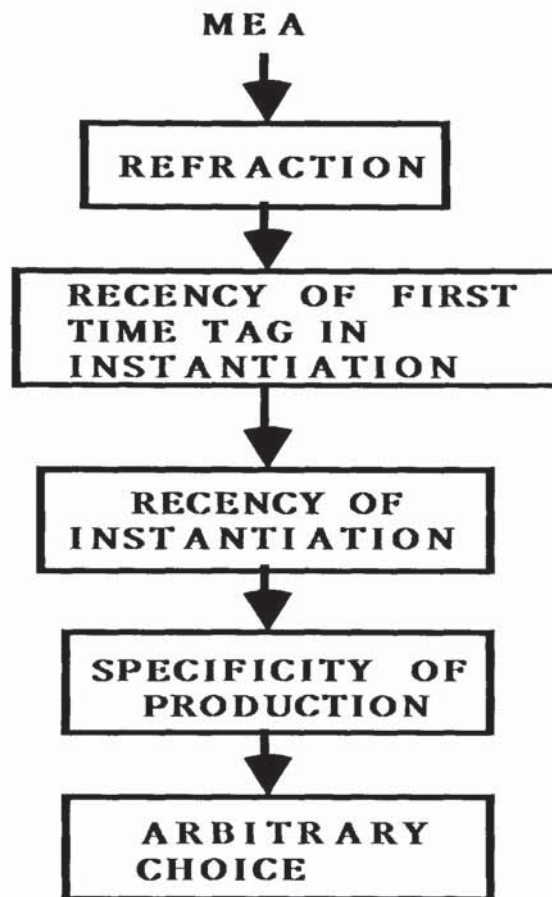 MEA
REFRACTION
RECENCY OF FIRST
TIME TAG IN
INSTANTIATION
RECENCY OF
INSTANTIATION
SPECIFICITY OF
PRODUCTION
ARBITRARY
CHOICE